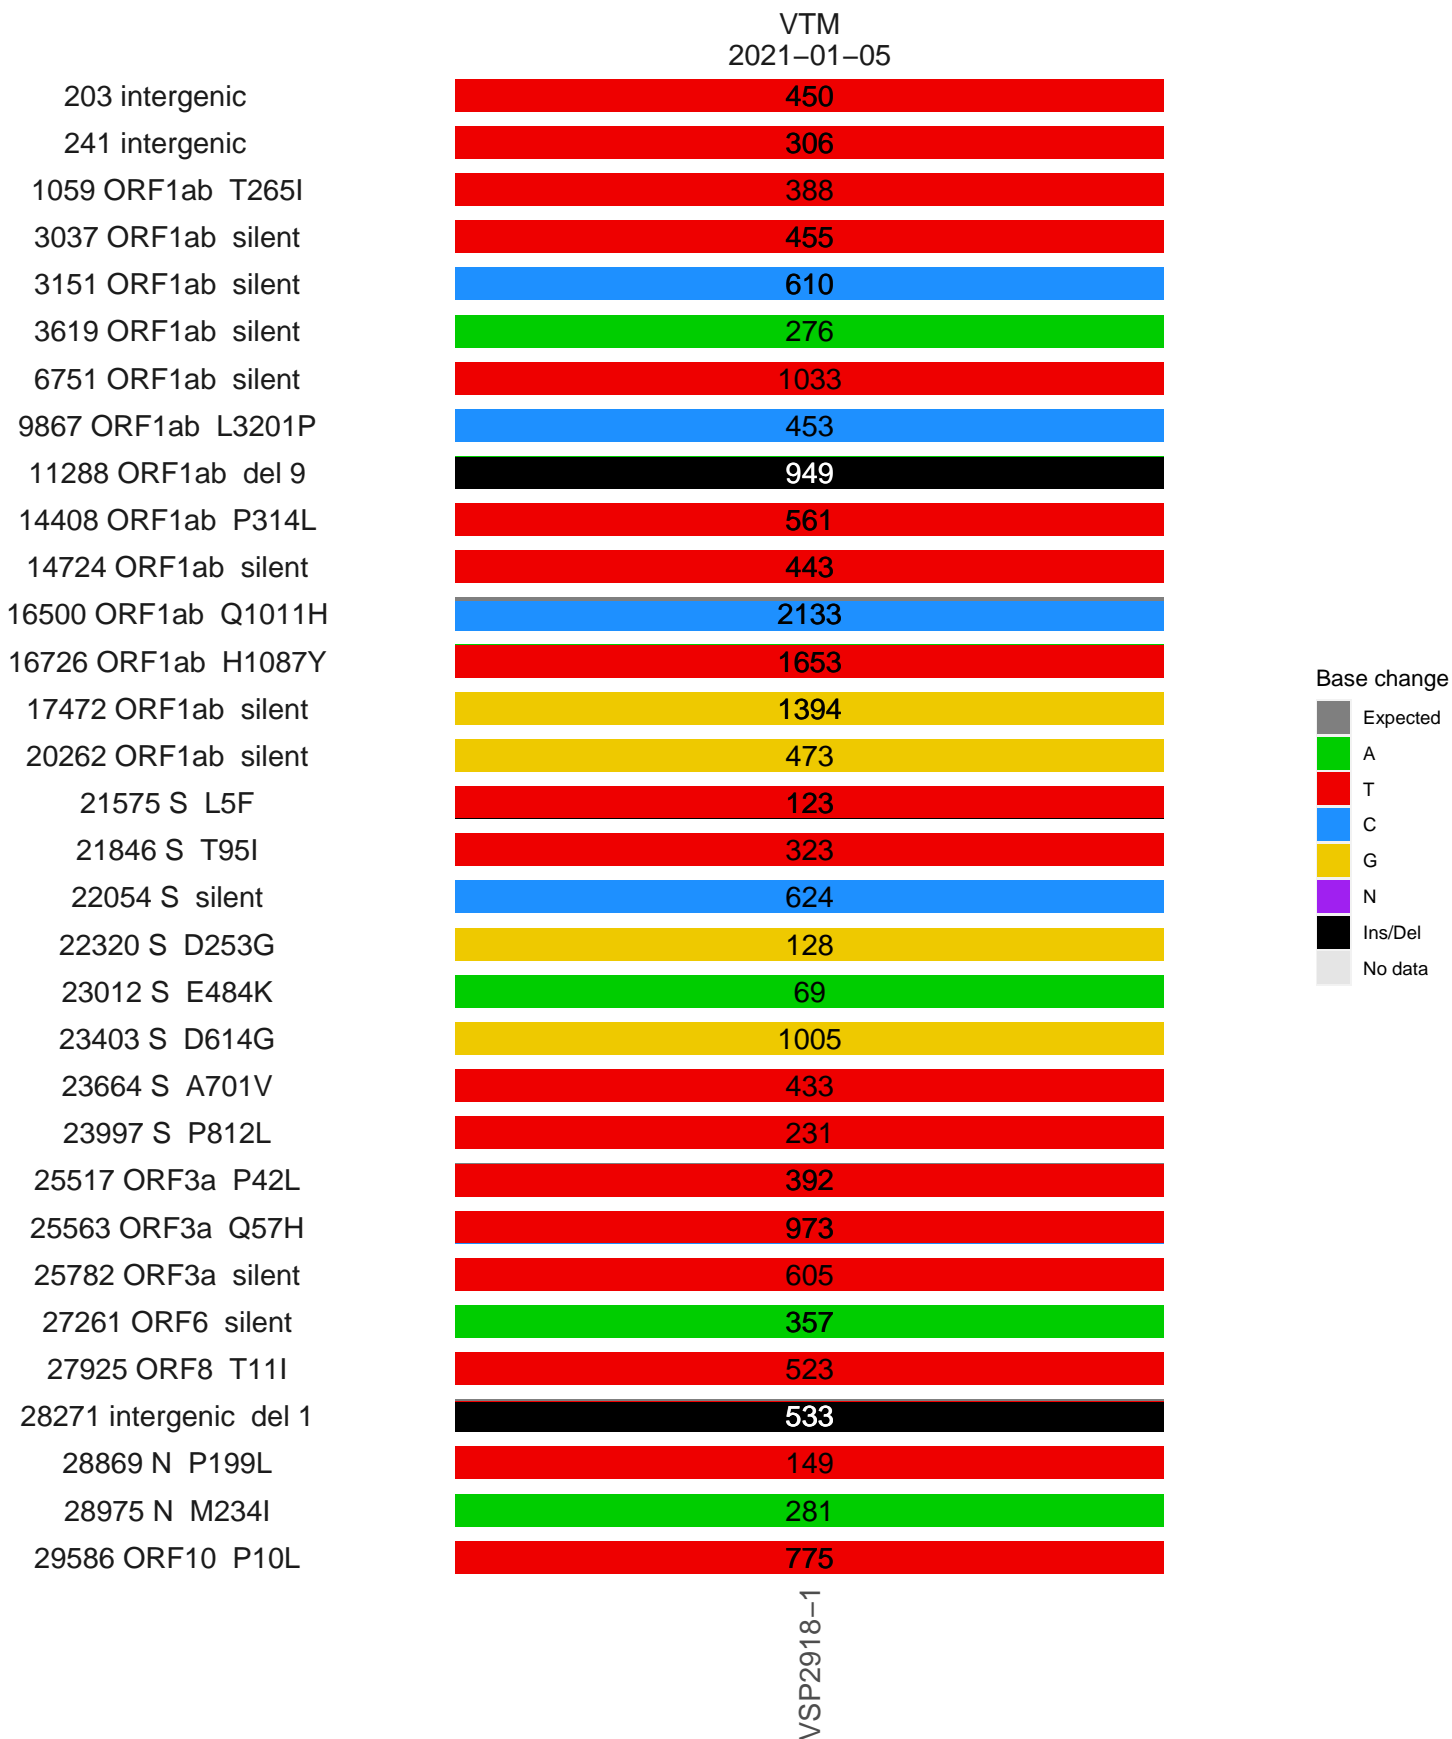 VTM
2021−01−05
203 intergenic 450
241 intergenic 306
1059 ORF1ab T265I 388
3037 ORF1ab silent 455
3151 ORF1ab silent 610
3619 ORF1ab silent 276
6751 ORF1ab silent 1033
9867 ORF1ab L3201P 453
11288 ORF1ab del 9 949
14408 ORF1ab P314L 561
14724 ORF1ab silent 443
16500 ORF1ab Q1011H 2133
16726 ORF1ab H1087Y 1653
17472 ORF1ab silent 1394
20262 ORF1ab silent 473
21575 S L5F 123
21846 S T95I 323
22054 S silent 624
22320 S D253G 128
23012 S E484K 69
23403 S D614G 1005
23664 S A701V 433
23997 S P812L 231
25517 ORF3a P42L 392
25563 ORF3a Q57H 973
25782 ORF3a silent 605
27261 ORF6 silent 357
27925 ORF8 T11I 523
28271 intergenic del 1 533
28869 N P199L 149
28975 N M234I 281
29586 ORF10 P10L 775
VSP2918−1
Base change
Expected
A
T
C
G
N
Ins/Del
No data